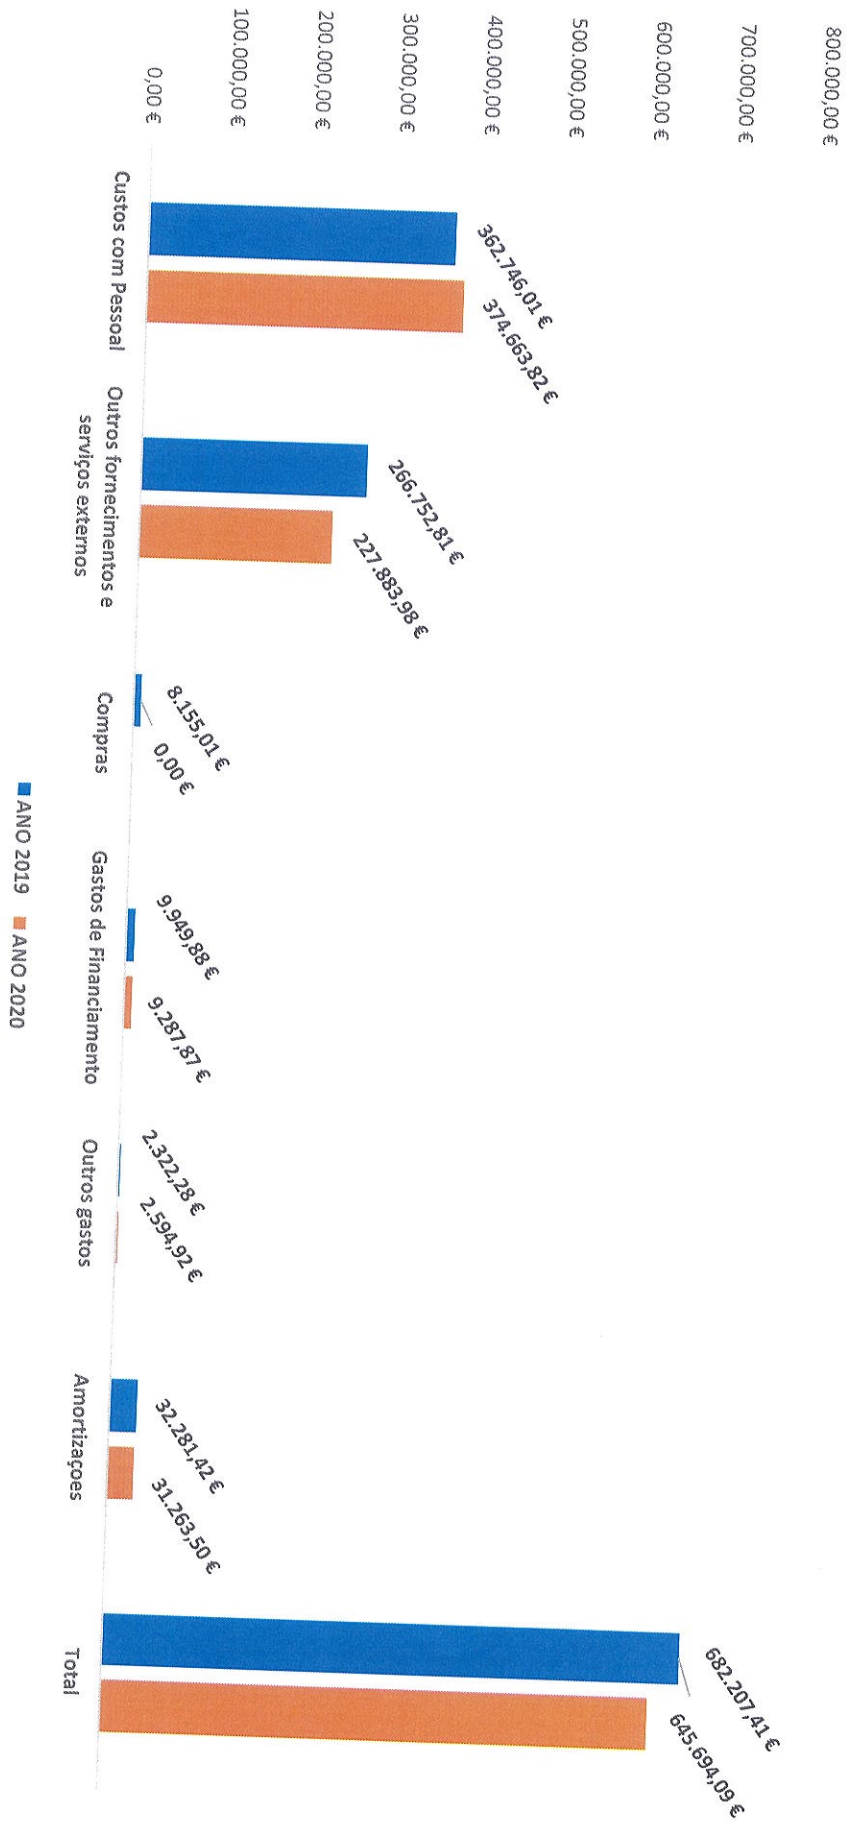 800.000,00 €
700.000,00 €
600.000,00 €
500.000,00 €
400.000,00 €
300.000,00 €
200.000,00 €
100.000,00 €
0,00 €
362.746,01 €
374.663,82 €
266.752,81 €
227.883,98 €
8.155,01 €
0,00 €
9.949,88 €
9.287,87 €
2.322,28 €
2.594,92 €
32.281,42 €
31.263,50 €
682.207,41 €
645.694,09 €
Custos com Pessoal
Outros fornecimentos e
serviços externos
Compras
Gastos de Financiamento
Outros gastos
Amortizaçoes
Total
ANO 2019
ANO 2020